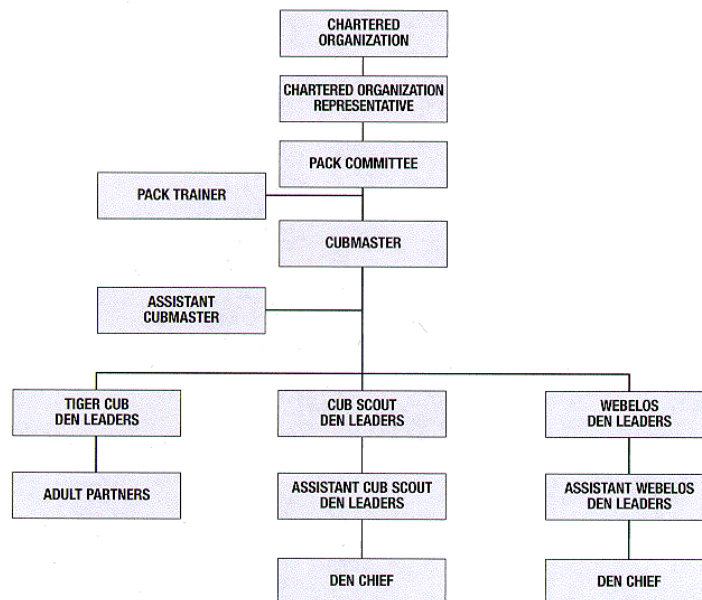 CHARTERED
ORGANIZATION
CHARTERED ORGANIZATION
REPRESENTATIVE
PACK COMMITTEE
PACK TRAINER
CUBMASTER
ASSISTANT
CUBMASTER
TIGER CUB
DEN LEADERS
CUB SCOUT
DEN LEADERS
WEBELOS
DEN LEADERS
ADULT PARTNERS
ASSISTANT CUB SCOUT
DEN LEADERS
ASSISTANT WEBELOS
DEN LEADERS
DEN CHIEF
DEN CHIEF